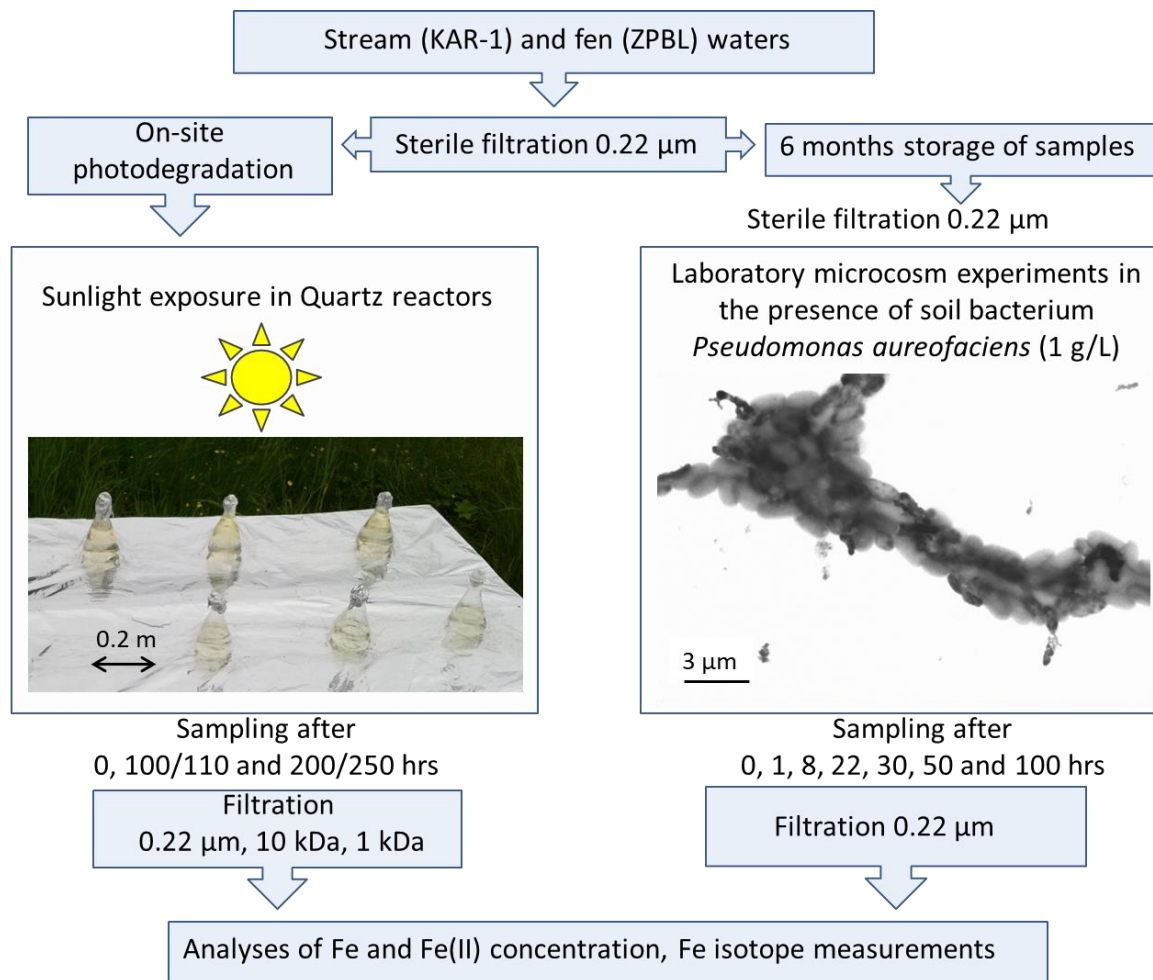 Stream (KAR-1) and fen (ZPBL) waters
On-site
photodegradation
Sterile filtration 0.22 µm
6 months storage of samples
Sterile filtration 0.22 µm
Sunlight exposure in Quartz reactors
0.2 m
Sampling after
0, 100/110 and 200/250 hrs
Filtration
0.22 µm, 10 kDa, 1 kDa
Laboratory microcosm experiments in
the presence of soil bacterium
Pseudomonas aureofaciens (1 g/L)
3 µm
Sampling after
0, 1, 8, 22, 30, 50 and 100 hrs
Filtration 0.22 µm
Analyses of Fe and Fe(II) concentration, Fe isotope measurements